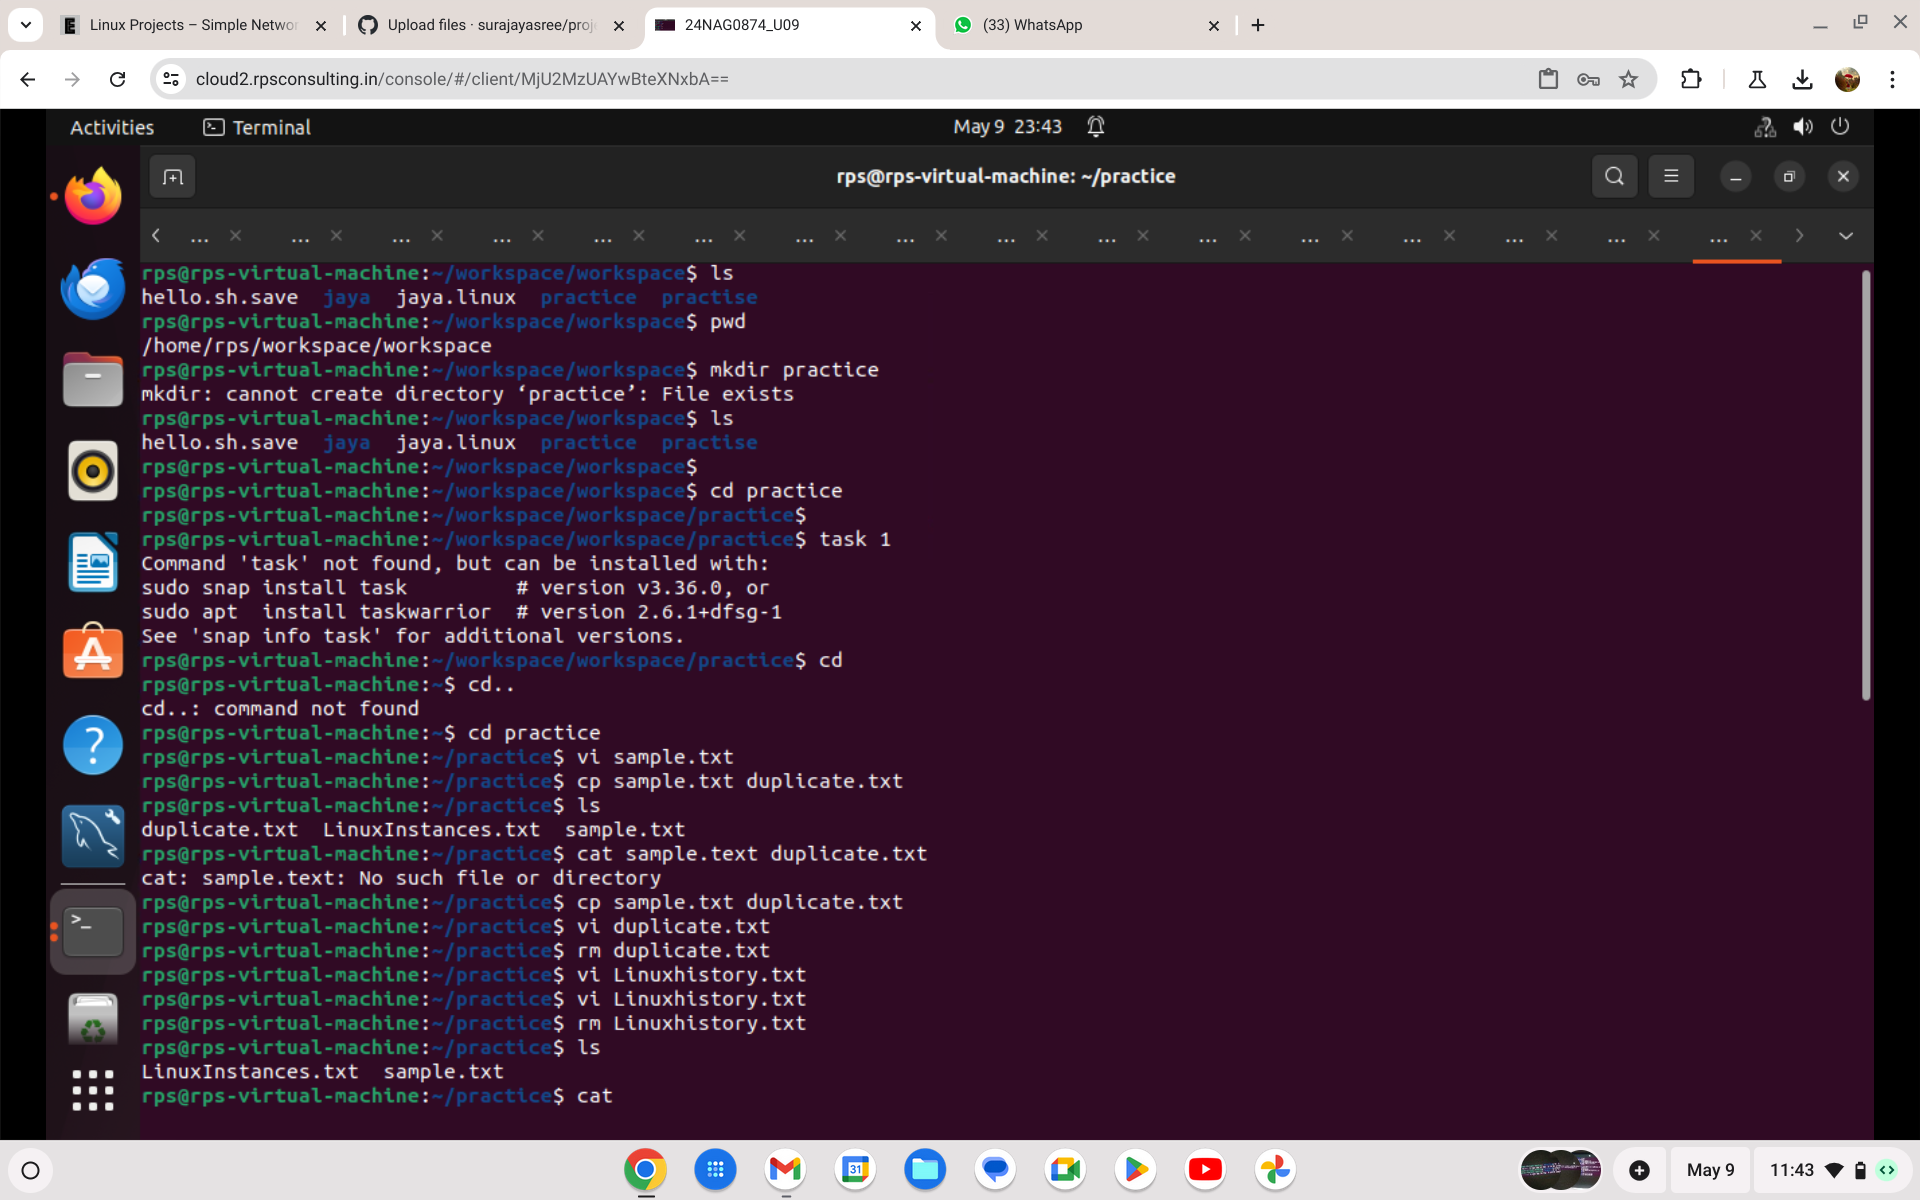 Linux Projects – Simple Networ
Upload files · surajayasree/proje
24NAG0874_U09
(33) WhatsApp
cloud2.rpsconsulting.in/console/#/client/MjU2MzUAYwBteXNxbA==
Activities
Terminal
May 9 23:43
rps@rps-virtual-machine: ~/practice
... ... ... ... ... ... ... ... ... ... ... ... ... ... ... ...
rps@rps-virtual-machine:~/workspace/workspace$ ls
hello.sh.save jaya jaya.linux practice practise
rps@rps-virtual-machine:~/workspace/workspace$ pwd
/home/rps/workspace/workspace
rps@rps-virtual-machine:~/workspace/workspace$ mkdir practice
mkdir: cannot create directory ‘practice’: File exists
rps@rps-virtual-machine:~/workspace/workspace$ ls
hello.sh.save jaya jaya.linux practice practise
rps@rps-virtual-machine:~/workspace/workspace$
rps@rps-virtual-machine:~/workspace/workspace$ cd practice
rps@rps-virtual-machine:~/workspace/workspace/practice$
rps@rps-virtual-machine:~/workspace/workspace/practice$ task 1
Command 'task' not found, but can be installed with:
sudo snap install task # version v3.36.0, or
sudo apt install taskwarrior # version 2.6.1+dfsg-1
See 'snap info task' for additional versions.
rps@rps-virtual-machine:~/workspace/workspace/practice$ cd
rps@rps-virtual-machine:~$ cd..
cd..: command not found
rps@rps-virtual-machine:~$ cd practice
rps@rps-virtual-machine:~/practice$ vi sample.txt
rps@rps-virtual-machine:~/practice$ cp sample.txt duplicate.txt
rps@rps-virtual-machine:~/practice$ ls
duplicate.txt LinuxInstances.txt sample.txt
rps@rps-virtual-machine:~/practice$ cat sample.text duplicate.txt
cat: sample.text: No such file or directory
rps@rps-virtual-machine:~/practice$ cp sample.txt duplicate.txt
rps@rps-virtual-machine:~/practice$ vi duplicate.txt
rps@rps-virtual-machine:~/practice$ rm duplicate.txt
rps@rps-virtual-machine:~/practice$ vi Linuxhistory.txt
rps@rps-virtual-machine:~/practice$ vi Linuxhistory.txt
rps@rps-virtual-machine:~/practice$ rm Linuxhistory.txt
rps@rps-virtual-machine:~/practice$ ls
LinuxInstances.txt sample.txt
rps@rps-virtual-machine:~/practice$ cat
31
May 9
11:43